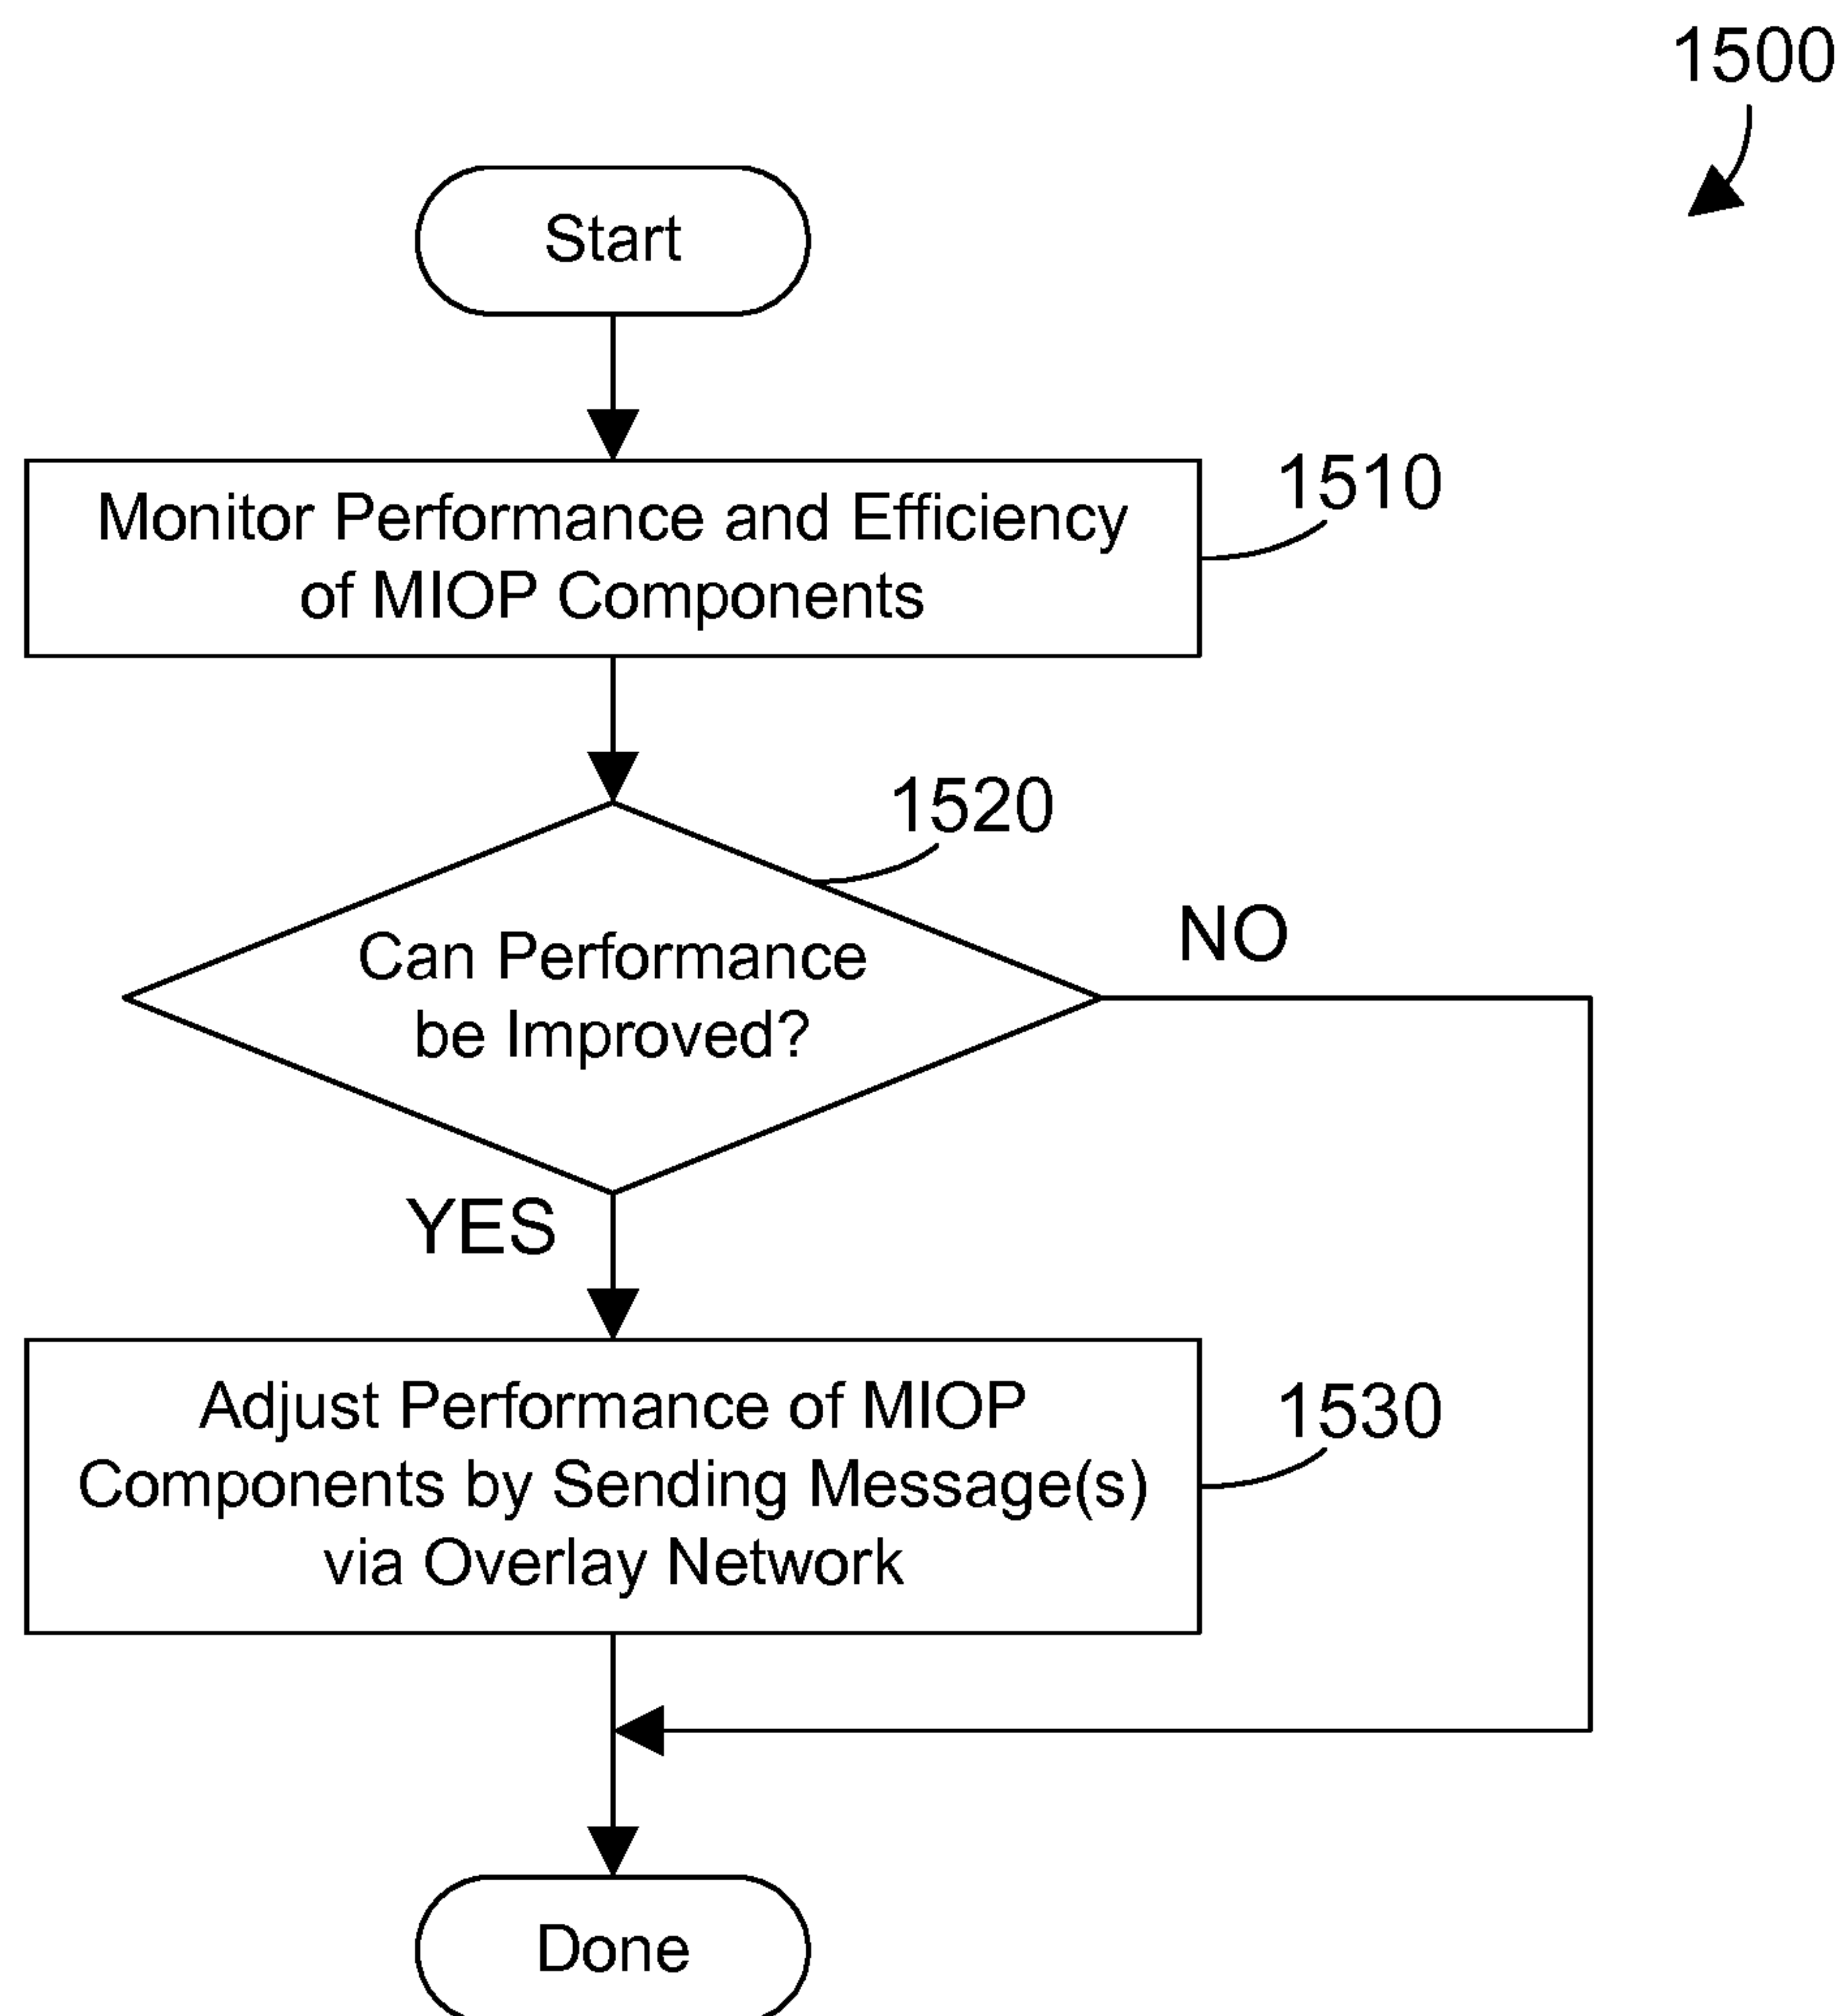 1500
Start
Monitor Performance and Efficiency
of MIOP Components
1510
1520
Can Performance
be Improved?
NO
YES
Adjust Performance of MIOP
Components by Sending Message(s)
via Overlay Network
1530
Done